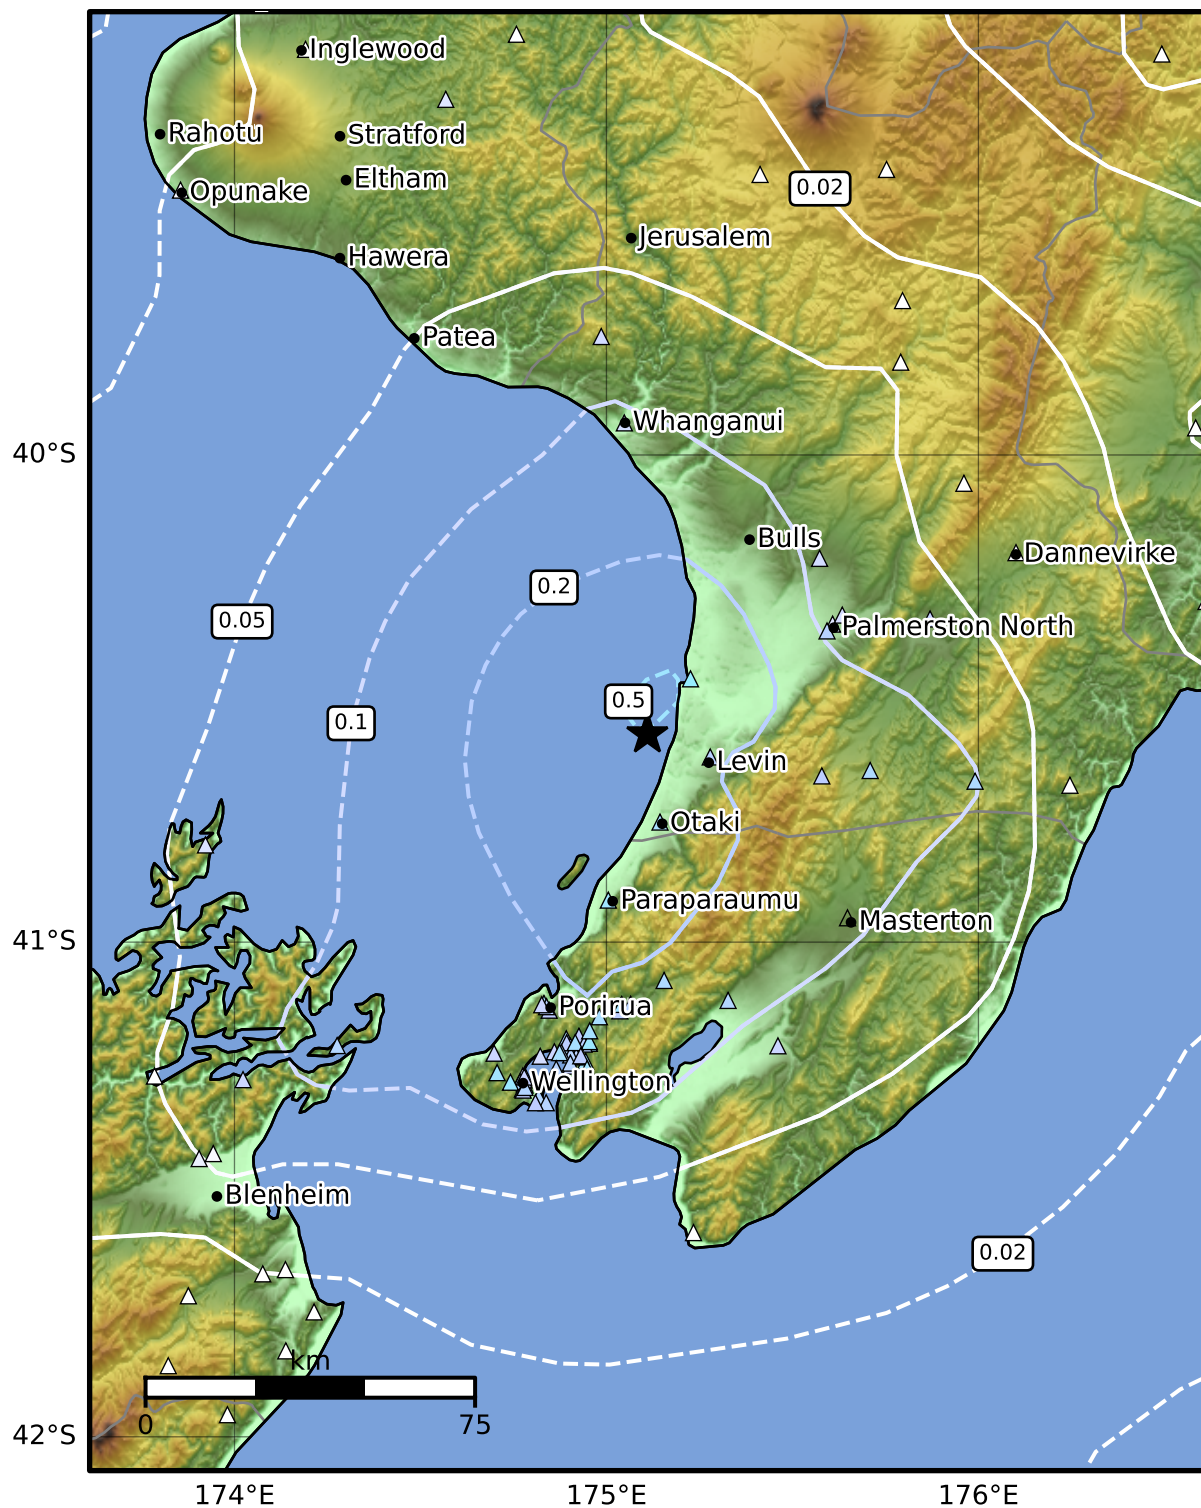 Inglewood
Rahotu
Stratford
Eltham
Opunake
0.02
Jerusalem
Hawera
Patea
Whanganui
40°S
Bulls
Dannevirke
0.2
0.05
Palmerston North
0.5
0.1
Levin
Otaki
Paraparaumu
Masterton
41°S
Porirua
Wellington
Blenheim
0.02
km
0 75
42°S
174°E 175°E 176°E